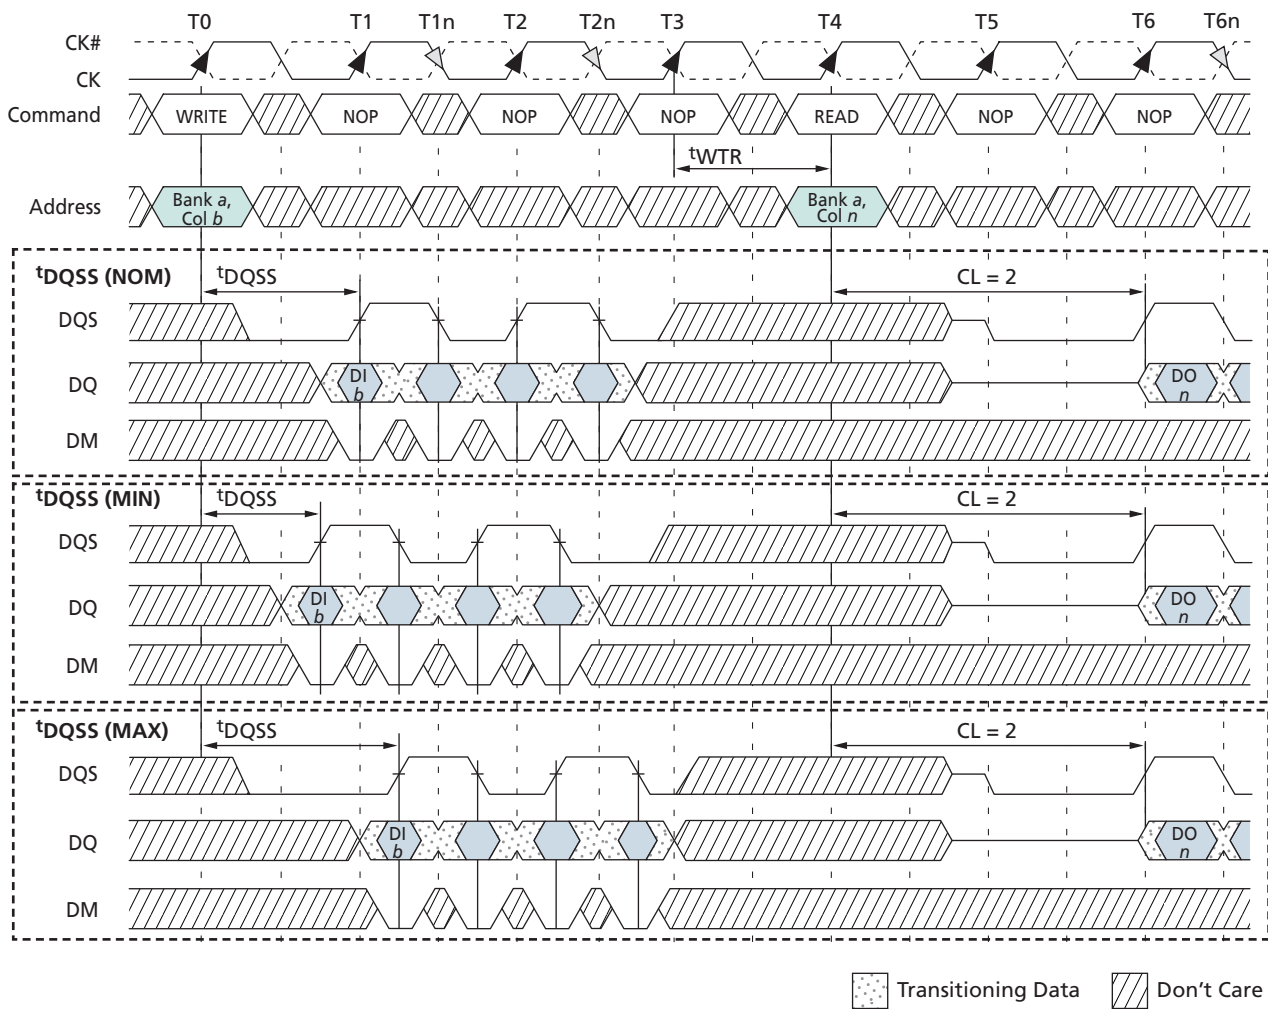 T0 T1 T1n T2 T2n T3 T4 T5 T6 T6n
CK#
CK
Command WRITE NOP NOP NOP READ NOP NOP
tWTR
Address Bank a, Col b Bank a, Col n
tDQSS (NOM) tDQSS CL = 2
DQS
DQ DI b DO n
DM
tDQSS (MIN) tDQSS CL = 2
DQS
DQ DI b DO n
DM
tDQSS (MAX) tDQSS CL = 2
DQS
DQ DI b DO n
DM
Transitioning Data Don't Care